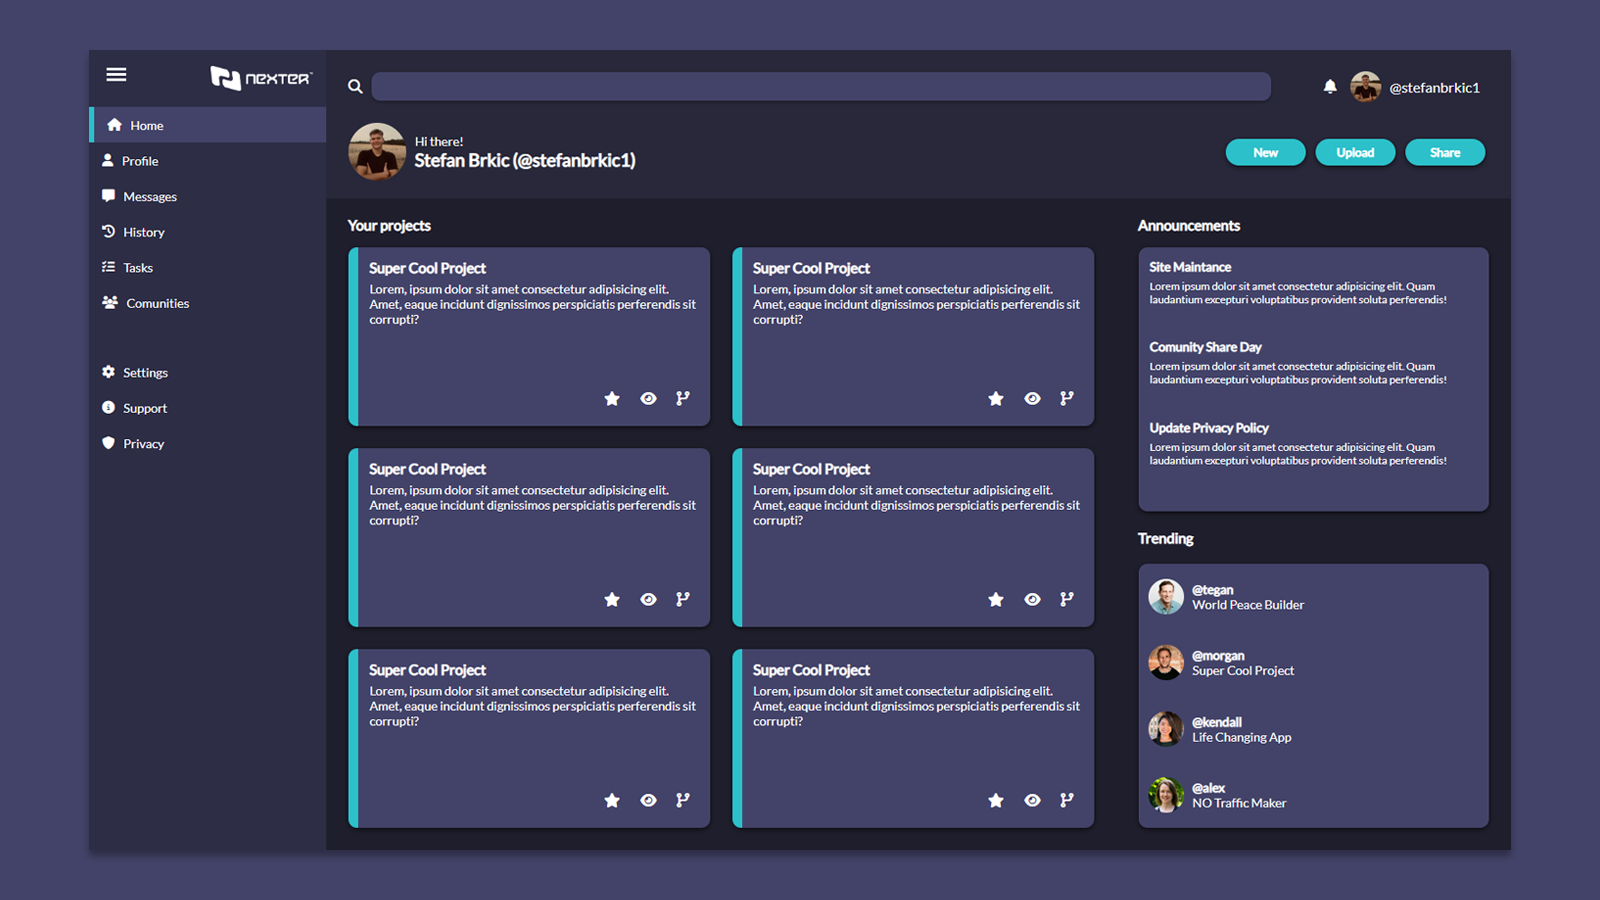 NEXTER™
Home
Profile
Messages
History
Tasks
Comunities
Settings
Support
Privacy
@stefanbrkic1
Hi there!
Stefan Brkic (@stefanbrkic1)
New
Upload
Share
Your projects
Super Cool Project
Lorem, ipsum dolor sit amet consectetur adipisicing elit.
Amet, eaque incidunt dignissimos perspiciatis perferendis sit
corrupti?
Super Cool Project
Lorem, ipsum dolor sit amet consectetur adipisicing elit.
Amet, eaque incidunt dignissimos perspiciatis perferendis sit
corrupti?
Super Cool Project
Lorem, ipsum dolor sit amet consectetur adipisicing elit.
Amet, eaque incidunt dignissimos perspiciatis perferendis sit
corrupti?
Super Cool Project
Lorem, ipsum dolor sit amet consectetur adipisicing elit.
Amet, eaque incidunt dignissimos perspiciatis perferendis sit
corrupti?
Super Cool Project
Lorem, ipsum dolor sit amet consectetur adipisicing elit.
Amet, eaque incidunt dignissimos perspiciatis perferendis sit
corrupti?
Super Cool Project
Lorem, ipsum dolor sit amet consectetur adipisicing elit.
Amet, eaque incidunt dignissimos perspiciatis perferendis sit
corrupti?
Announcements
Site Maintance
Lorem ipsum dolor sit amet consectetur adipisicing elit. Quam
laudantium excepturi voluptatibus provident soluta perferendis!
Comunity Share Day
Lorem ipsum dolor sit amet consectetur adipisicing elit. Quam
laudantium excepturi voluptatibus provident soluta perferendis!
Update Privacy Policy
Lorem ipsum dolor sit amet consectetur adipisicing elit. Quam
laudantium excepturi voluptatibus provident soluta perferendis!
Trending
@tegan
World Peace Builder
@morgan
Super Cool Project
@kendall
Life Changing App
@alex
NO Traffic Maker